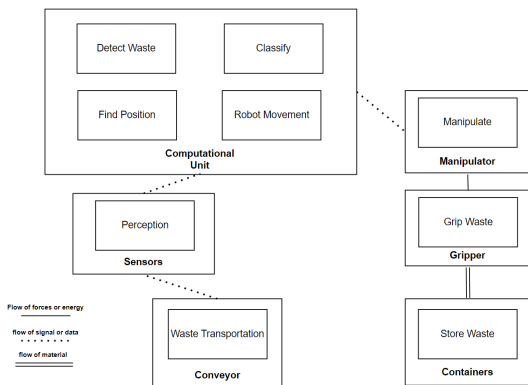 Detect Waste
Classify
Find Position
Robot Movement
Computational
Unit
Manipulate
Manipulator
Perception
Sensors
Grip Waste
Gripper
Flow of forces or energy
flow of signal or data
flow of material
Waste Transportation
Conveyor
Store Waste
Containers